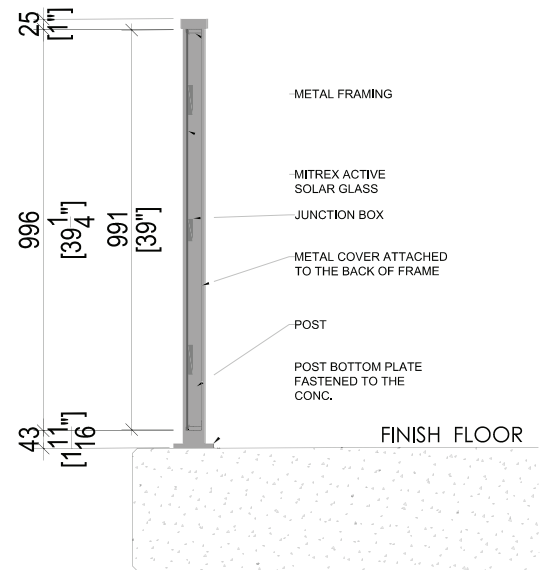 25
[1"]
996
[39 1/4"]
991
[39"]
43
[1 11/16"]
METAL FRAMING
MITREX ACTIVE
SOLAR GLASS
JUNCTION BOX
METAL COVER ATTACHED
TO THE BACK OF FRAME
POST
POST BOTTOM PLATE
FASTENED TO THE
CONC.
FINISH FLOOR